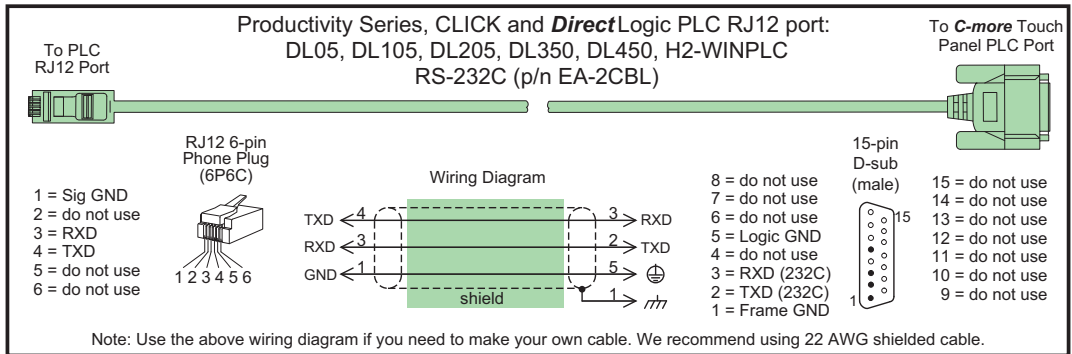 Productivity Series, CLICK and DirectLogic PLC RJ12 port:
DL05, DL105, DL205, DL350, DL450, H2-WINPLC
RS-232C (p/n EA-2CBL)
To PLC
RJ12 Port
To C-more Touch
Panel PLC Port
RJ12 6-pin
Phone Plug
(6P6C)
1 = Sig GND
2 = do not use
3 = RXD
4 = TXD
5 = do not use
6 = do not use
1 2 3 4 5 6
Wiring Diagram
TXD 4 3 RXD
RXD 3 2 TXD
GND 1 5
shield 1
8 = do not use
7 = do not use
6 = do not use
5 = Logic GND
4 = do not use
3 = RXD (232C)
2 = TXD (232C)
1 = Frame GND
15-pin
D-sub
(male)
15
1
15 = do not use
14 = do not use
13 = do not use
12 = do not use
11 = do not use
10 = do not use
9 = do not use
Note: Use the above wiring diagram if you need to make your own cable. We recommend using 22 AWG shielded cable.